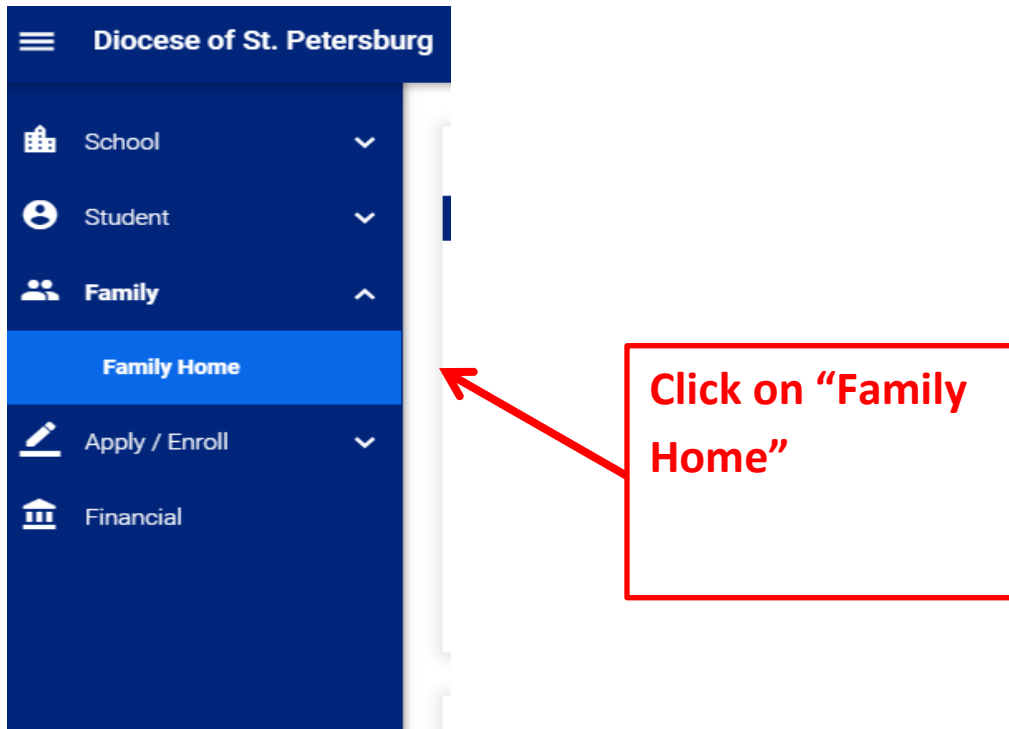 Diocese of St. Petersburg
School
Student
Family
Family Home
Apply / Enroll
Financial
Click on “Family
Home”